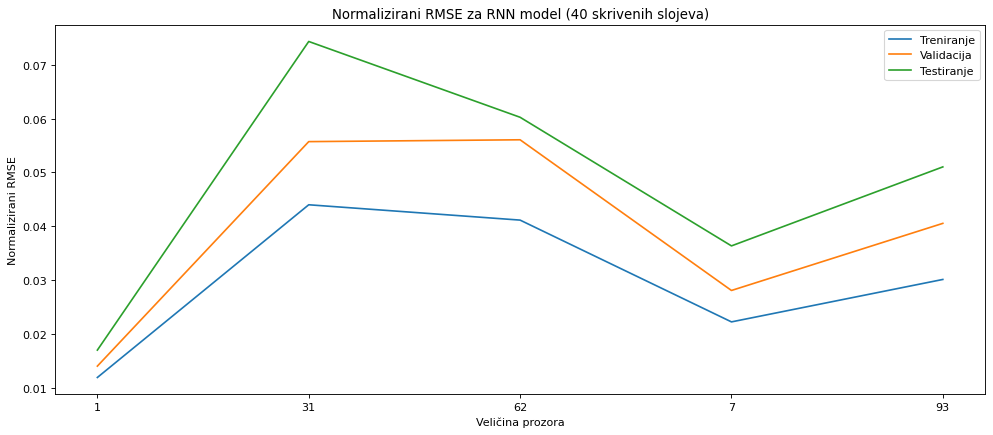 Normalizirani RMSE za RNN model (40 skrivenih slojeva)
Treniranje
Validacija
Testiranje
Normalizirani RMSE
0.07
0.06
0.05
0.04
0.03
0.02
0.01
1 31 62 7 93
Veličina prozora